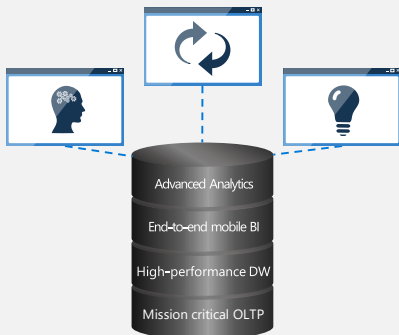 Advanced Analytics
End-to-end mobile BI
High-performance DW
Mission critical OLTP